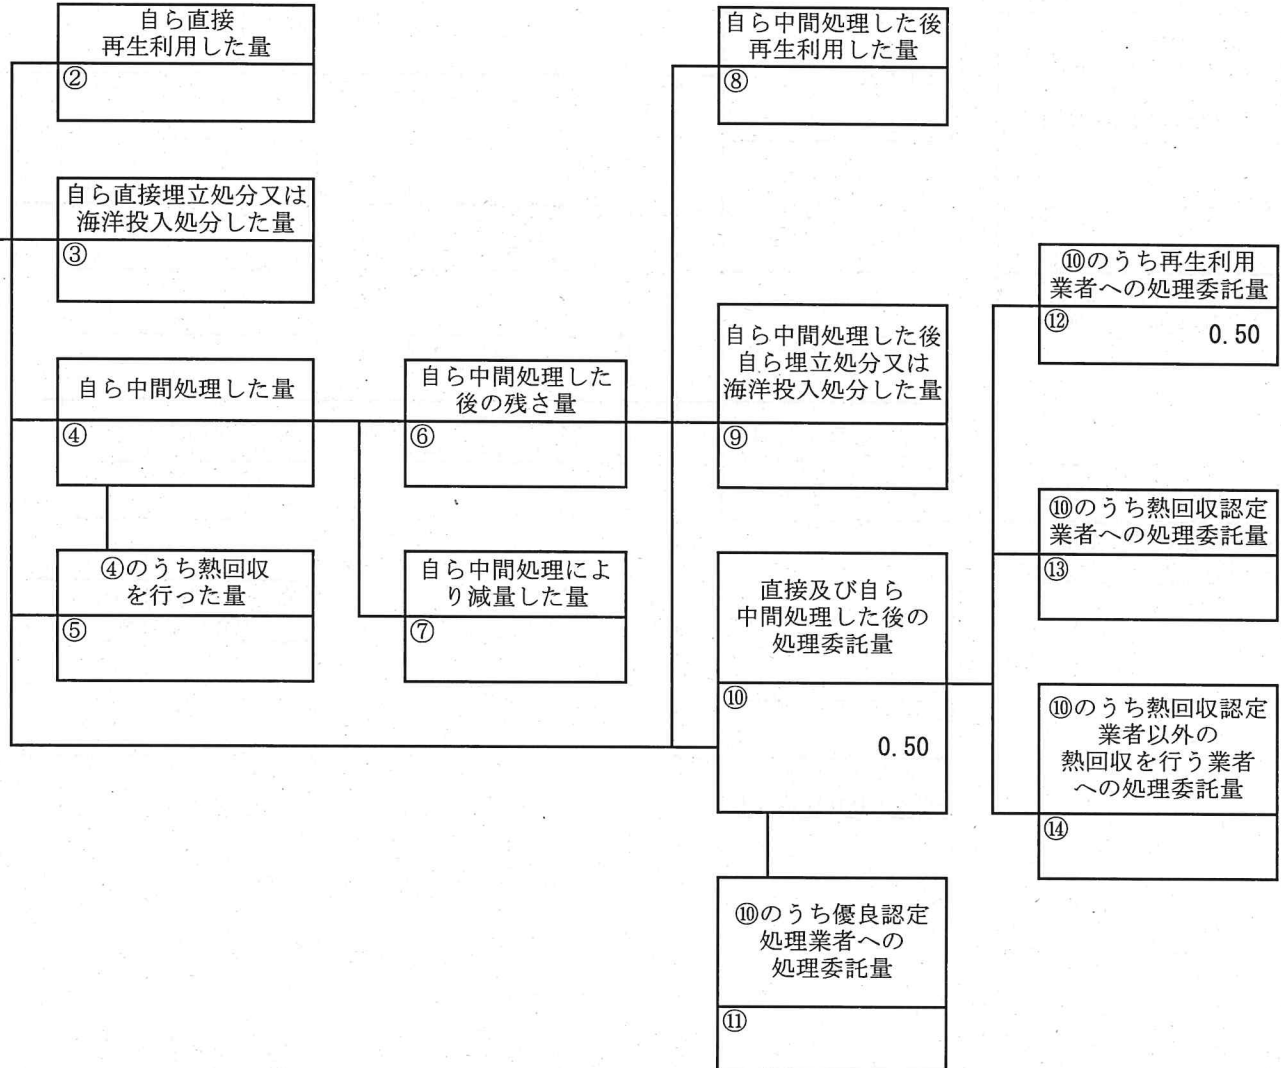 自ら直接
再生利用した量
②
自ら直接埋立処分又は
海洋投入処分した量
③
自ら中間処理した量
④
④のうち熱回収
を行った量
⑤
自ら中間処理した
後の残さ量
⑥
自ら中間処理によ
り減量した量
⑦
自ら中間処理した後
再生利用した量
⑧
自ら中間処理した後
自ら埋立処分又は
海洋投入処分した量
⑨
直接及び自ら
中間処理した後の
処理委託量
⑩
0.50
⑩のうち優良認定
処理業者への
処理委託量
⑪
⑩のうち再生利用
業者への処理委託量
⑫
0.50
⑩のうち熱回収認定
業者への処理委託量
⑬
⑩のうち熱回収認定
業者以外の
熱回収を行う業者
への処理委託量
⑭